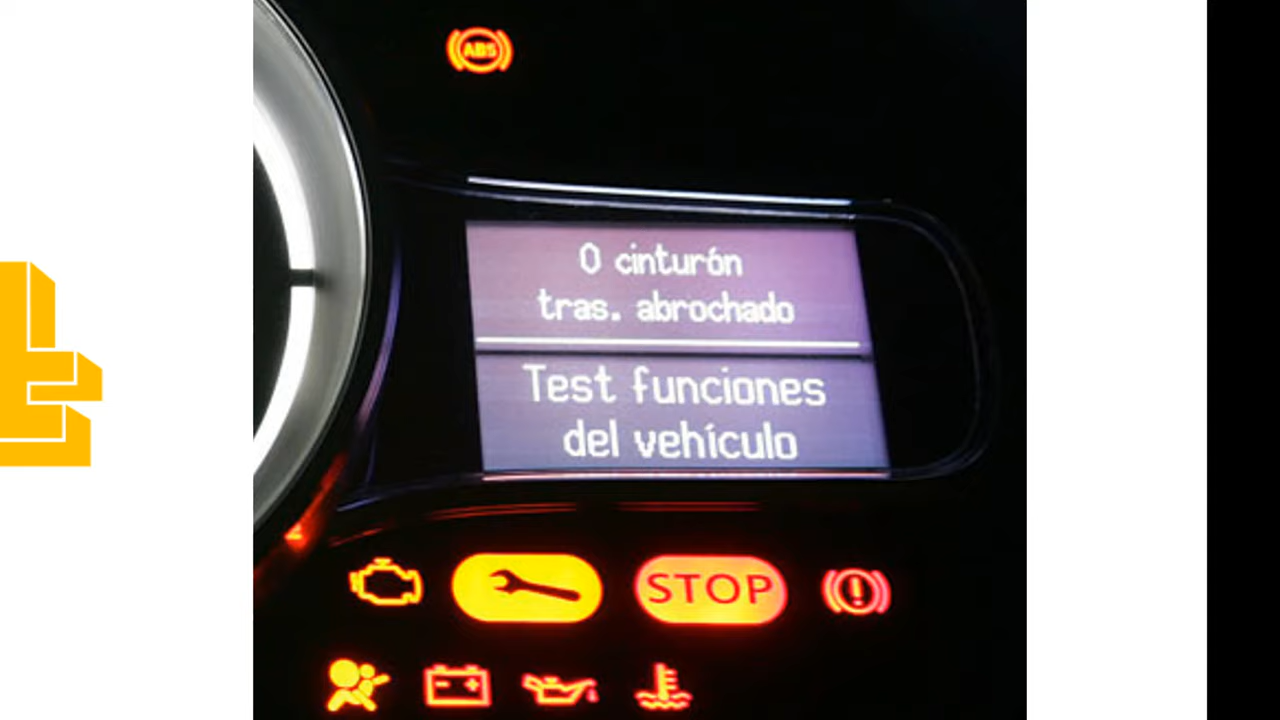 ABS
0 cinturón
tras. abrochado
Test funciones
del vehículo
STOP